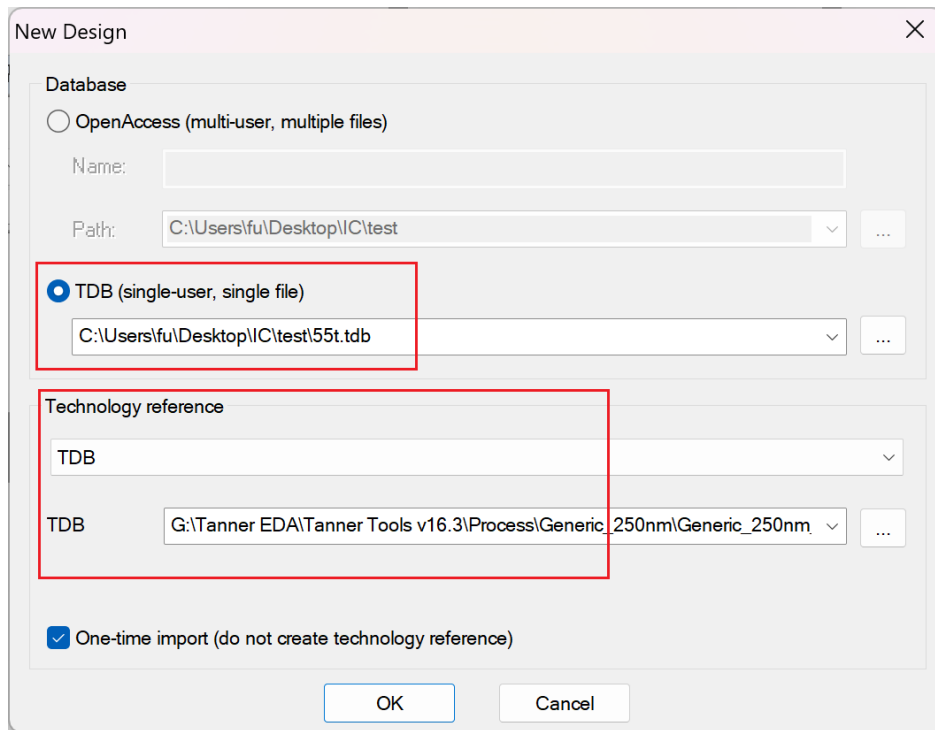 New Design
Database
OpenAccess (multi-user, multiple files)
Name:
Path:
C:\Users\fu\Desktop\IC\test
...
TDB (single-user, single file)
C:\Users\fu\Desktop\IC\test\55t.tdb
...
Technology reference
TDB
TDB
G:\Tanner EDA\Tanner Tools v16.3\Process\Generic_250nm\Generic_250nm_
...
One-time import (do not create technology reference)
OK
Cancel